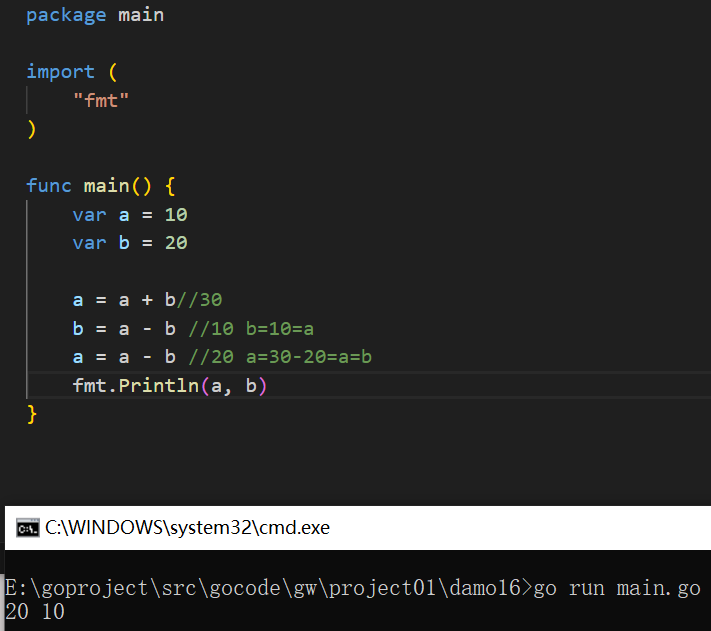 package main
import (
"fmt"
)
func main() {
var a = 10
var b = 20
a = a + b//30
b = a - b //10 b=10=a
a = a - b //20 a=30-20=a=b
fmt.Println(a, b)
}
C:\WINDOWS\system32\cmd.exe
E:\goproject\src\gocode\gw\project01\damo16>go run main.go
20 10